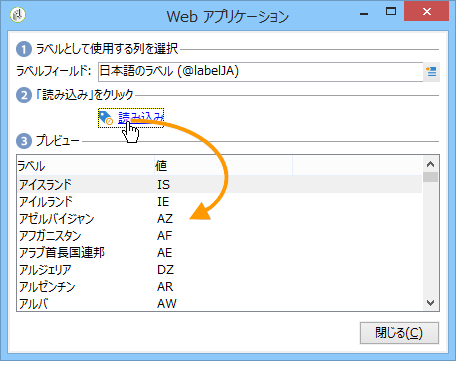 Web アプリケーション
1 ラベルとして使用する列を選択
ラベルフィールド: 日本語のラベル (@labelJA)
2 「読み込み」をクリック
読み込み
3 プレビュー
ラベル 値
アイスランド IS
アイルランド IE
アゼルバイジャン AZ
アフガニスタン AF
アラブ首長国連邦 AE
アルジェリア DZ
アルゼンチン AR
アルバ AW
閉じる(C)